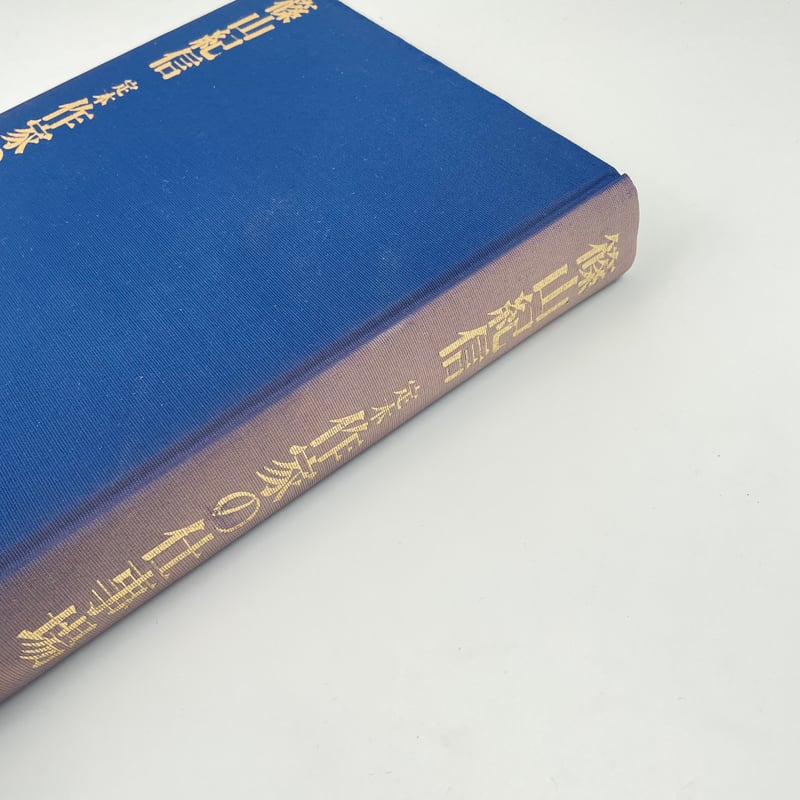 篠山紀信
定本 作家の
篠山紀信 定本 作家の仕事場